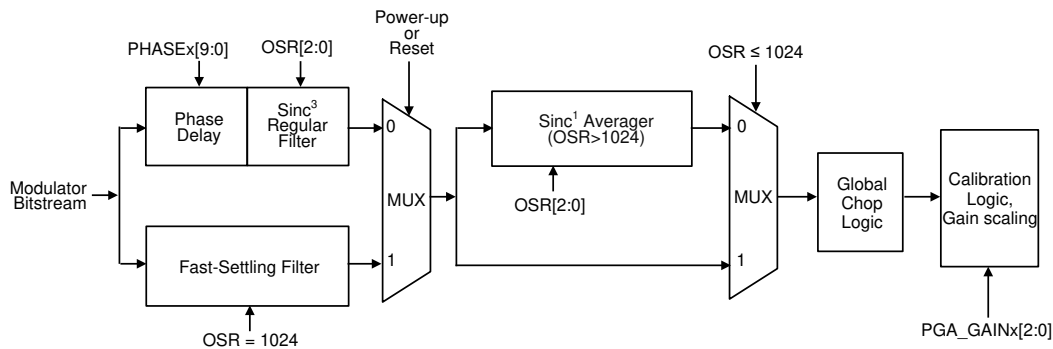 Power-up
or
Reset
PHASEx[9:0]
OSR[2:0]
OSR ≤ 1024
Phase
Delay
Sinc³
Regular
Filter
0
Sinc¹ Averager
(OSR>1024)
0
Modulator
Bitstream
MUX
OSR[2:0]
MUX
Global
Chop
Logic
Calibration
Logic,
Gain scaling
Fast-Settling Filter
1
1
OSR = 1024
PGA_GAINx[2:0]